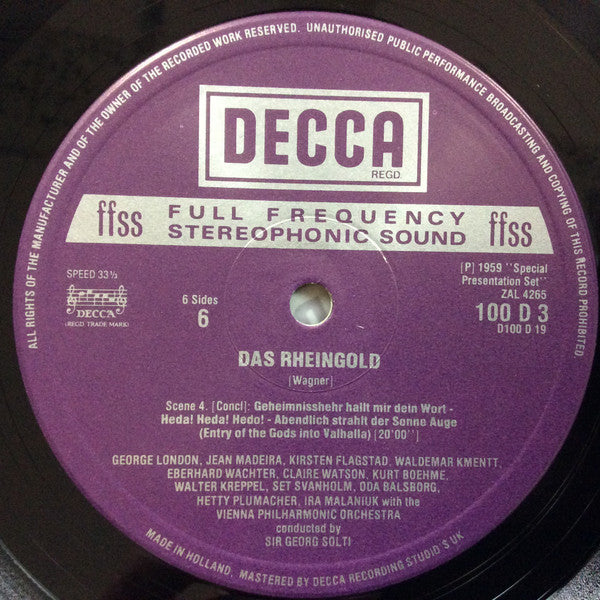 ALL RIGHTS OF THE MANUFACTURER AND OF THE OWNER OF THE RECORDED WORK RESERVED. UNAUTHORISED PUBLIC PERFORMANCE BROADCASTING AND COPYING OF THIS RECORD PROHIBITED.
DECCA
REGD.
ffss FULL FREQUENCY STEREOPHONIC SOUND ffss
SPEED 33⅓
DECCA
(REGD. TRADE MARK)
6 Sides
6
[P] 1959 "Special
Presentation Set"
ZAL 4265
100 D 3
D100 D 19
DAS RHEINGOLD
[Wagner]
Scene 4. [Concl]: Geheimnisshehr hallt mir dein Wort -
Heda! Heda! Hedo! - Abendlich strahlt der Sonne Auge
(Entry of the Gods into Valhalla) [20'00'']
GEORGE LONDON, JEAN MADEIRA, KIRSTEN FLAGSTAD, WALDEMAR KMENTT,
EBERHARD WACHTER, CLAIRE WATSON, KURT BOEHME,
WALTER KREPPEL, SET SVANHOLM, ODA BALSBORG,
HETTY PLUMACHER, IRA MALANIUK with the
VIENNA PHILHARMONIC ORCHESTRA
conducted by
SIR GEORG SOLTI
MADE IN HOLLAND. MASTERED BY DECCA RECORDING STUDIO'S UK